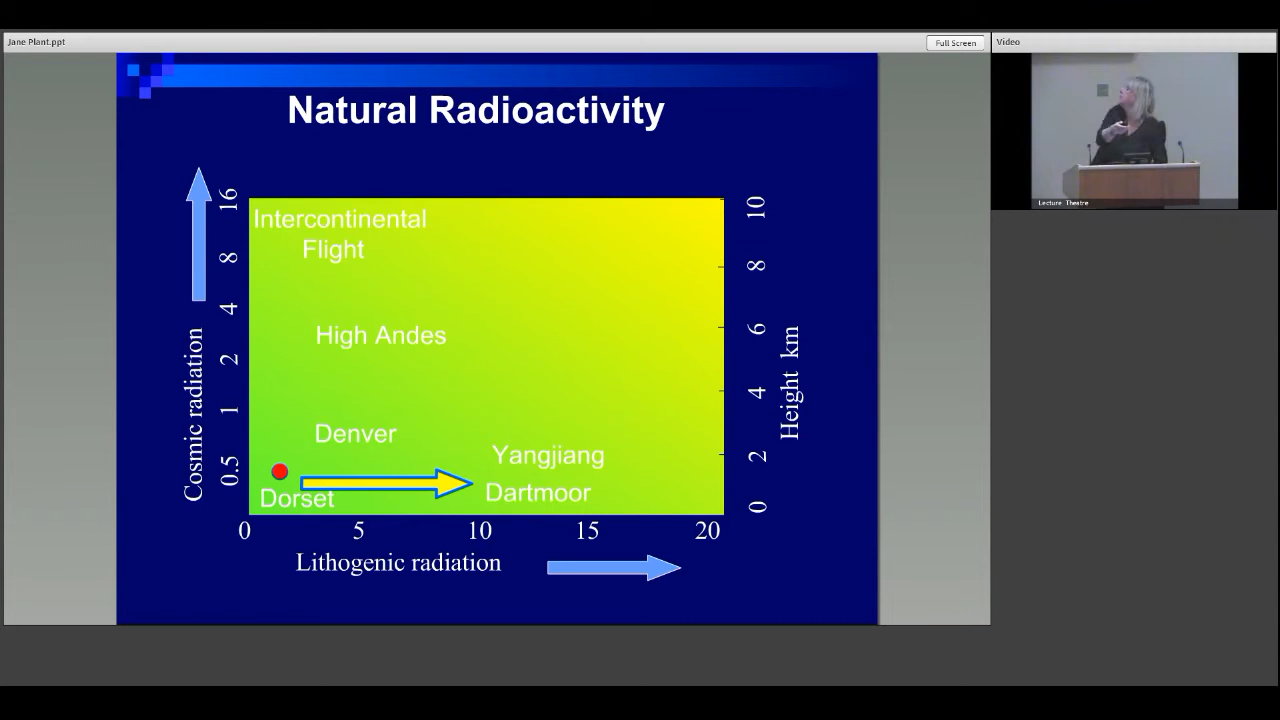 Jane Plant.ppt
Full Screen
Video
Natural Radioactivity
Lecture Theatre
Cosmic radiation
16
8
4
2
1
0.5
Intercontinental
Flight
High Andes
Denver
Yangjiang
Dorset
Dartmoor
10
8
6
4
2
0
Height km
0
5
10
15
20
Lithogenic radiation